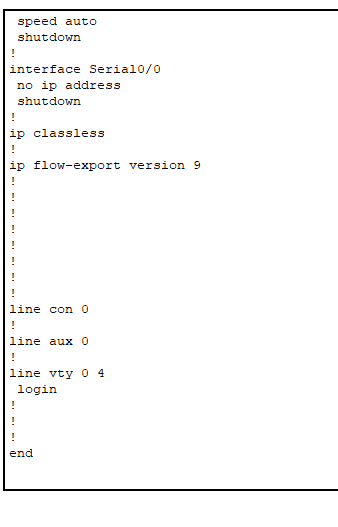 speed auto
shutdown
!
interface Serial0/0
no ip address
shutdown
!
ip classless
!
ip flow-export version 9
!
!
!
!
!
!
!
!
line con 0
!
line aux 0
!
line vty 0 4
login
!
!
!
end